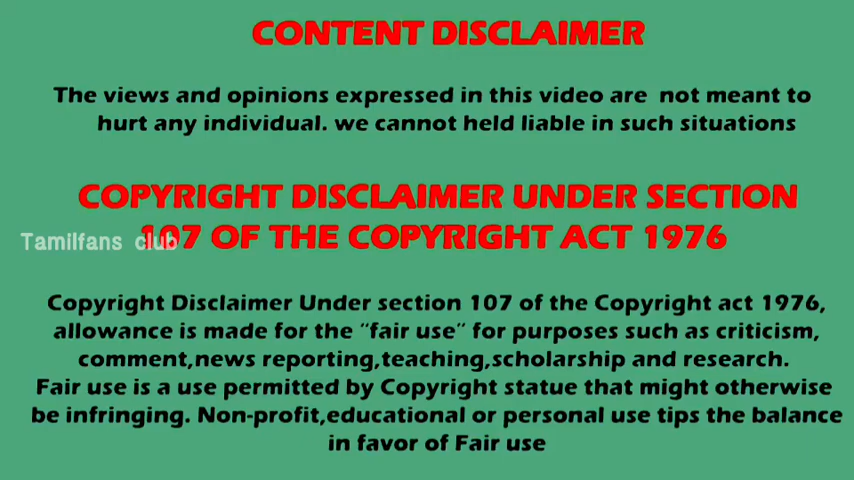 CONTENT DISCLAIMER
The views and opinions expressed in this video are not meant to
hurt any individual. we cannot held liable in such situations
COPYRIGHT DISCLAIMER UNDER SECTION
107 OF THE COPYRIGHT ACT 1976
Tamilfans club
Copyright Disclaimer Under section 107 of the Copyright act 1976,
allowance is made for the "fair use" for purposes such as criticism,
comment,news reporting,teaching,scholarship and research.
Fair use is a use permitted by Copyright statue that might otherwise
be infringing. Non-profit,educational or personal use tips the balance
in favor of Fair use